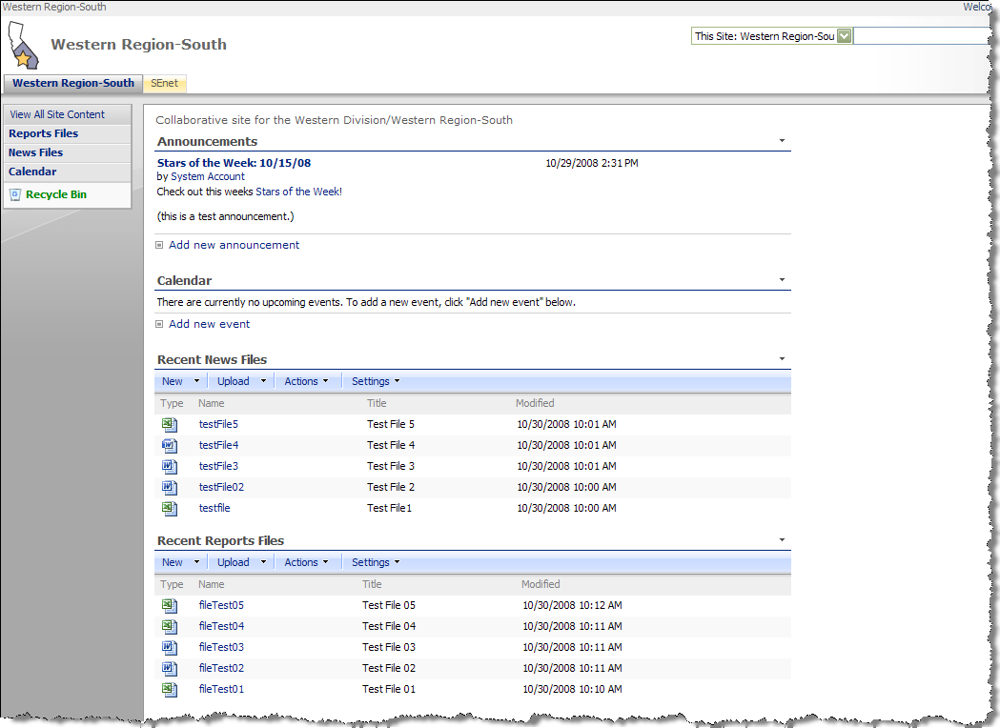 Western Region-South
Western Region-South
This Site: Western Region-Sou
Western Region-South SEnet
View All Site Content
Reports Files
News Files
Calendar
Recycle Bin
Collaborative site for the Western Division/Western Region-South
Announcements
Stars of the Week: 10/15/08 10/29/2008 2:31 PM
by System Account
Check out this weeks Stars of the Week!
(this is a test announcement.)
Add new announcement
Calendar
There are currently no upcoming events. To add a new event, click "Add new event" below.
Add new event
Recent News Files
New Upload Actions Settings
Type Name Title Modified
testFile5 Test File 5 10/30/2008 10:01 AM
testFile4 Test File 4 10/30/2008 10:01 AM
testFile3 Test File 3 10/30/2008 10:01 AM
testFile02 Test File 2 10/30/2008 10:00 AM
testfile Test File1 10/30/2008 10:00 AM
Recent Reports Files
New Upload Actions Settings
Type Name Title Modified
fileTest05 Test File 05 10/30/2008 10:12 AM
fileTest04 Test File 04 10/30/2008 10:11 AM
fileTest03 Test File 03 10/30/2008 10:11 AM
fileTest02 Test File 02 10/30/2008 10:11 AM
fileTest01 Test File 01 10/30/2008 10:10 AM